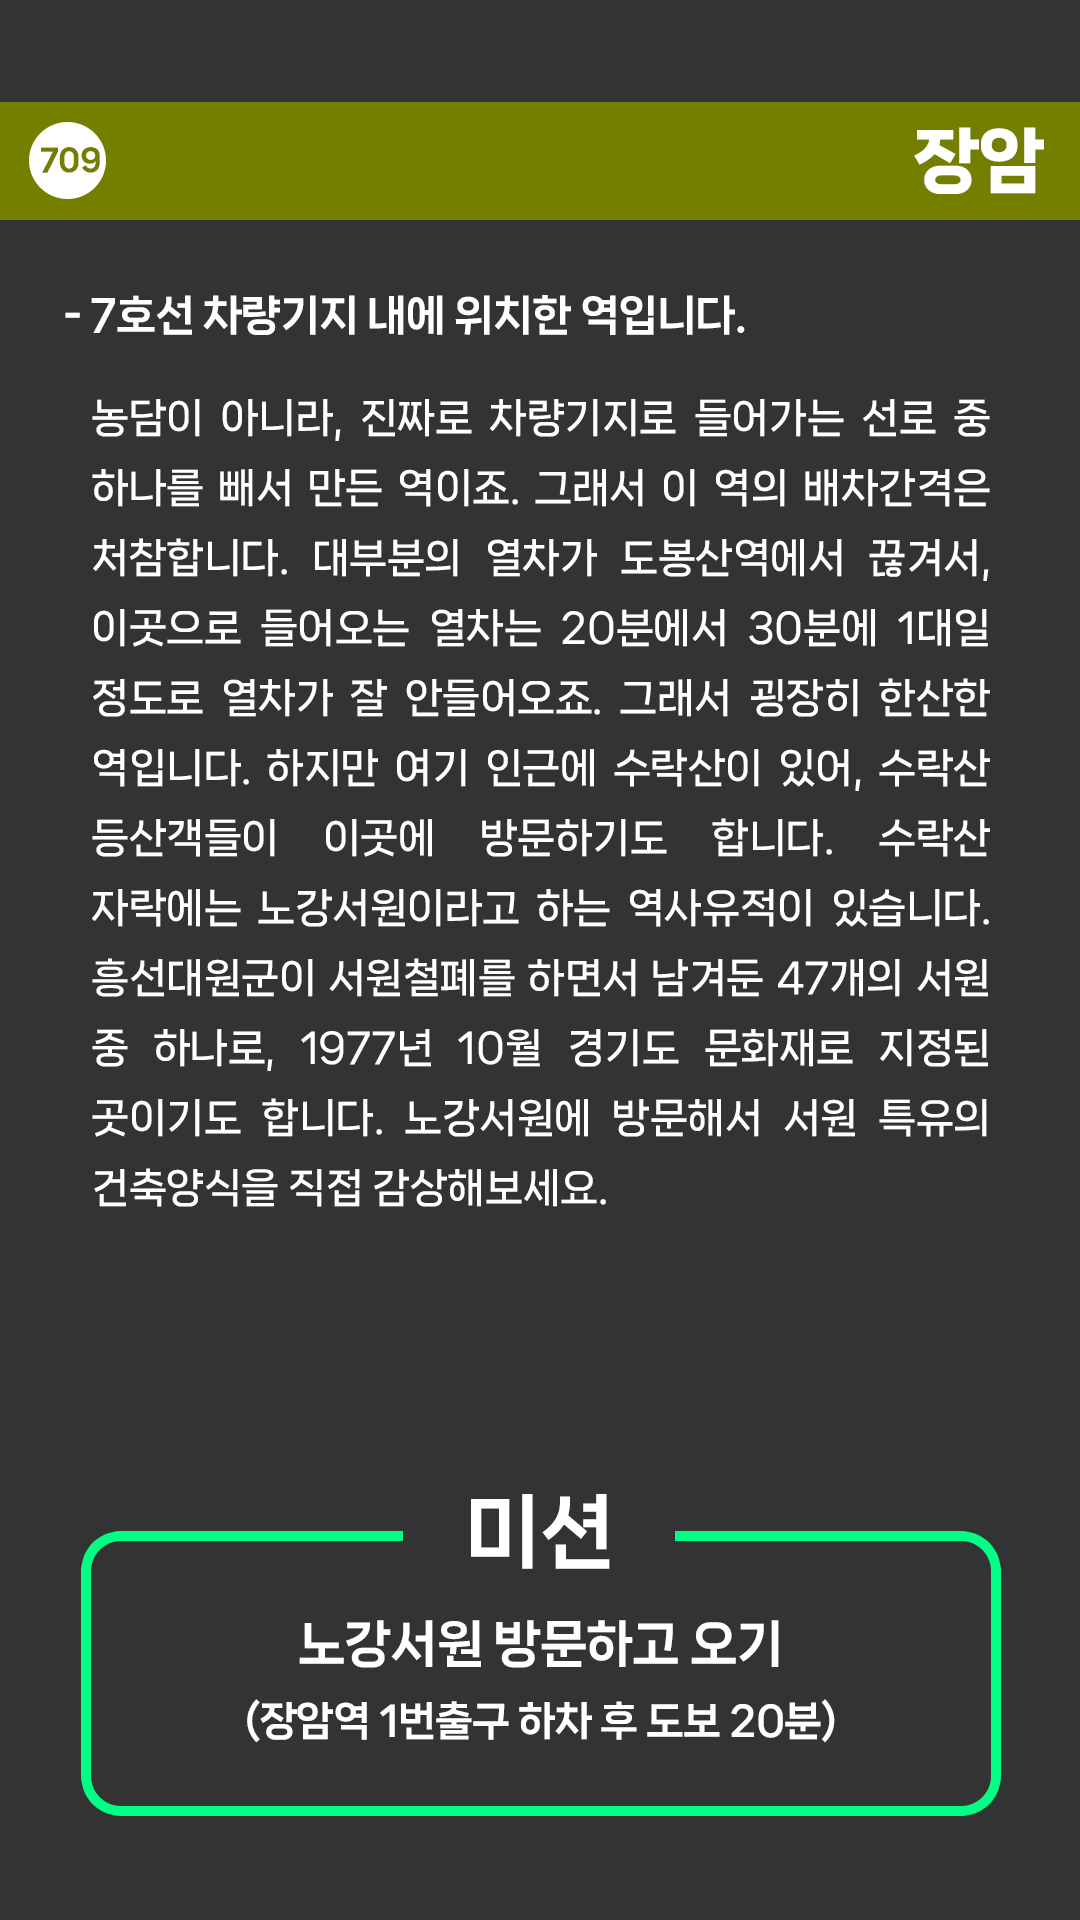 709
장암
- 7호선 차량기지 내에 위치한 역입니다.
농담이 아니라, 진짜로 차량기지로 들어가는 선로 중
하나를 빼서 만든 역이죠. 그래서 이 역의 배차간격은
처참합니다. 대부분의 열차가 도봉산역에서 끊겨서,
이곳으로 들어오는 열차는 20분에서 30분에 1대일
정도로 열차가 잘 안들어오죠. 그래서 굉장히 한산한
역입니다. 하지만 여기 인근에 수락산이 있어, 수락산
등산객들이 이곳에 방문하기도 합니다. 수락산
자락에는 노강서원이라고 하는 역사유적이 있습니다.
흥선대원군이 서원철폐를 하면서 남겨둔 47개의 서원
중 하나로, 1977년 10월 경기도 문화재로 지정된
곳이기도 합니다. 노강서원에 방문해서 서원 특유의
건축양식을 직접 감상해보세요.
미션
노강서원 방문하고 오기
(장암역 1번출구 하차 후 도보 20분)